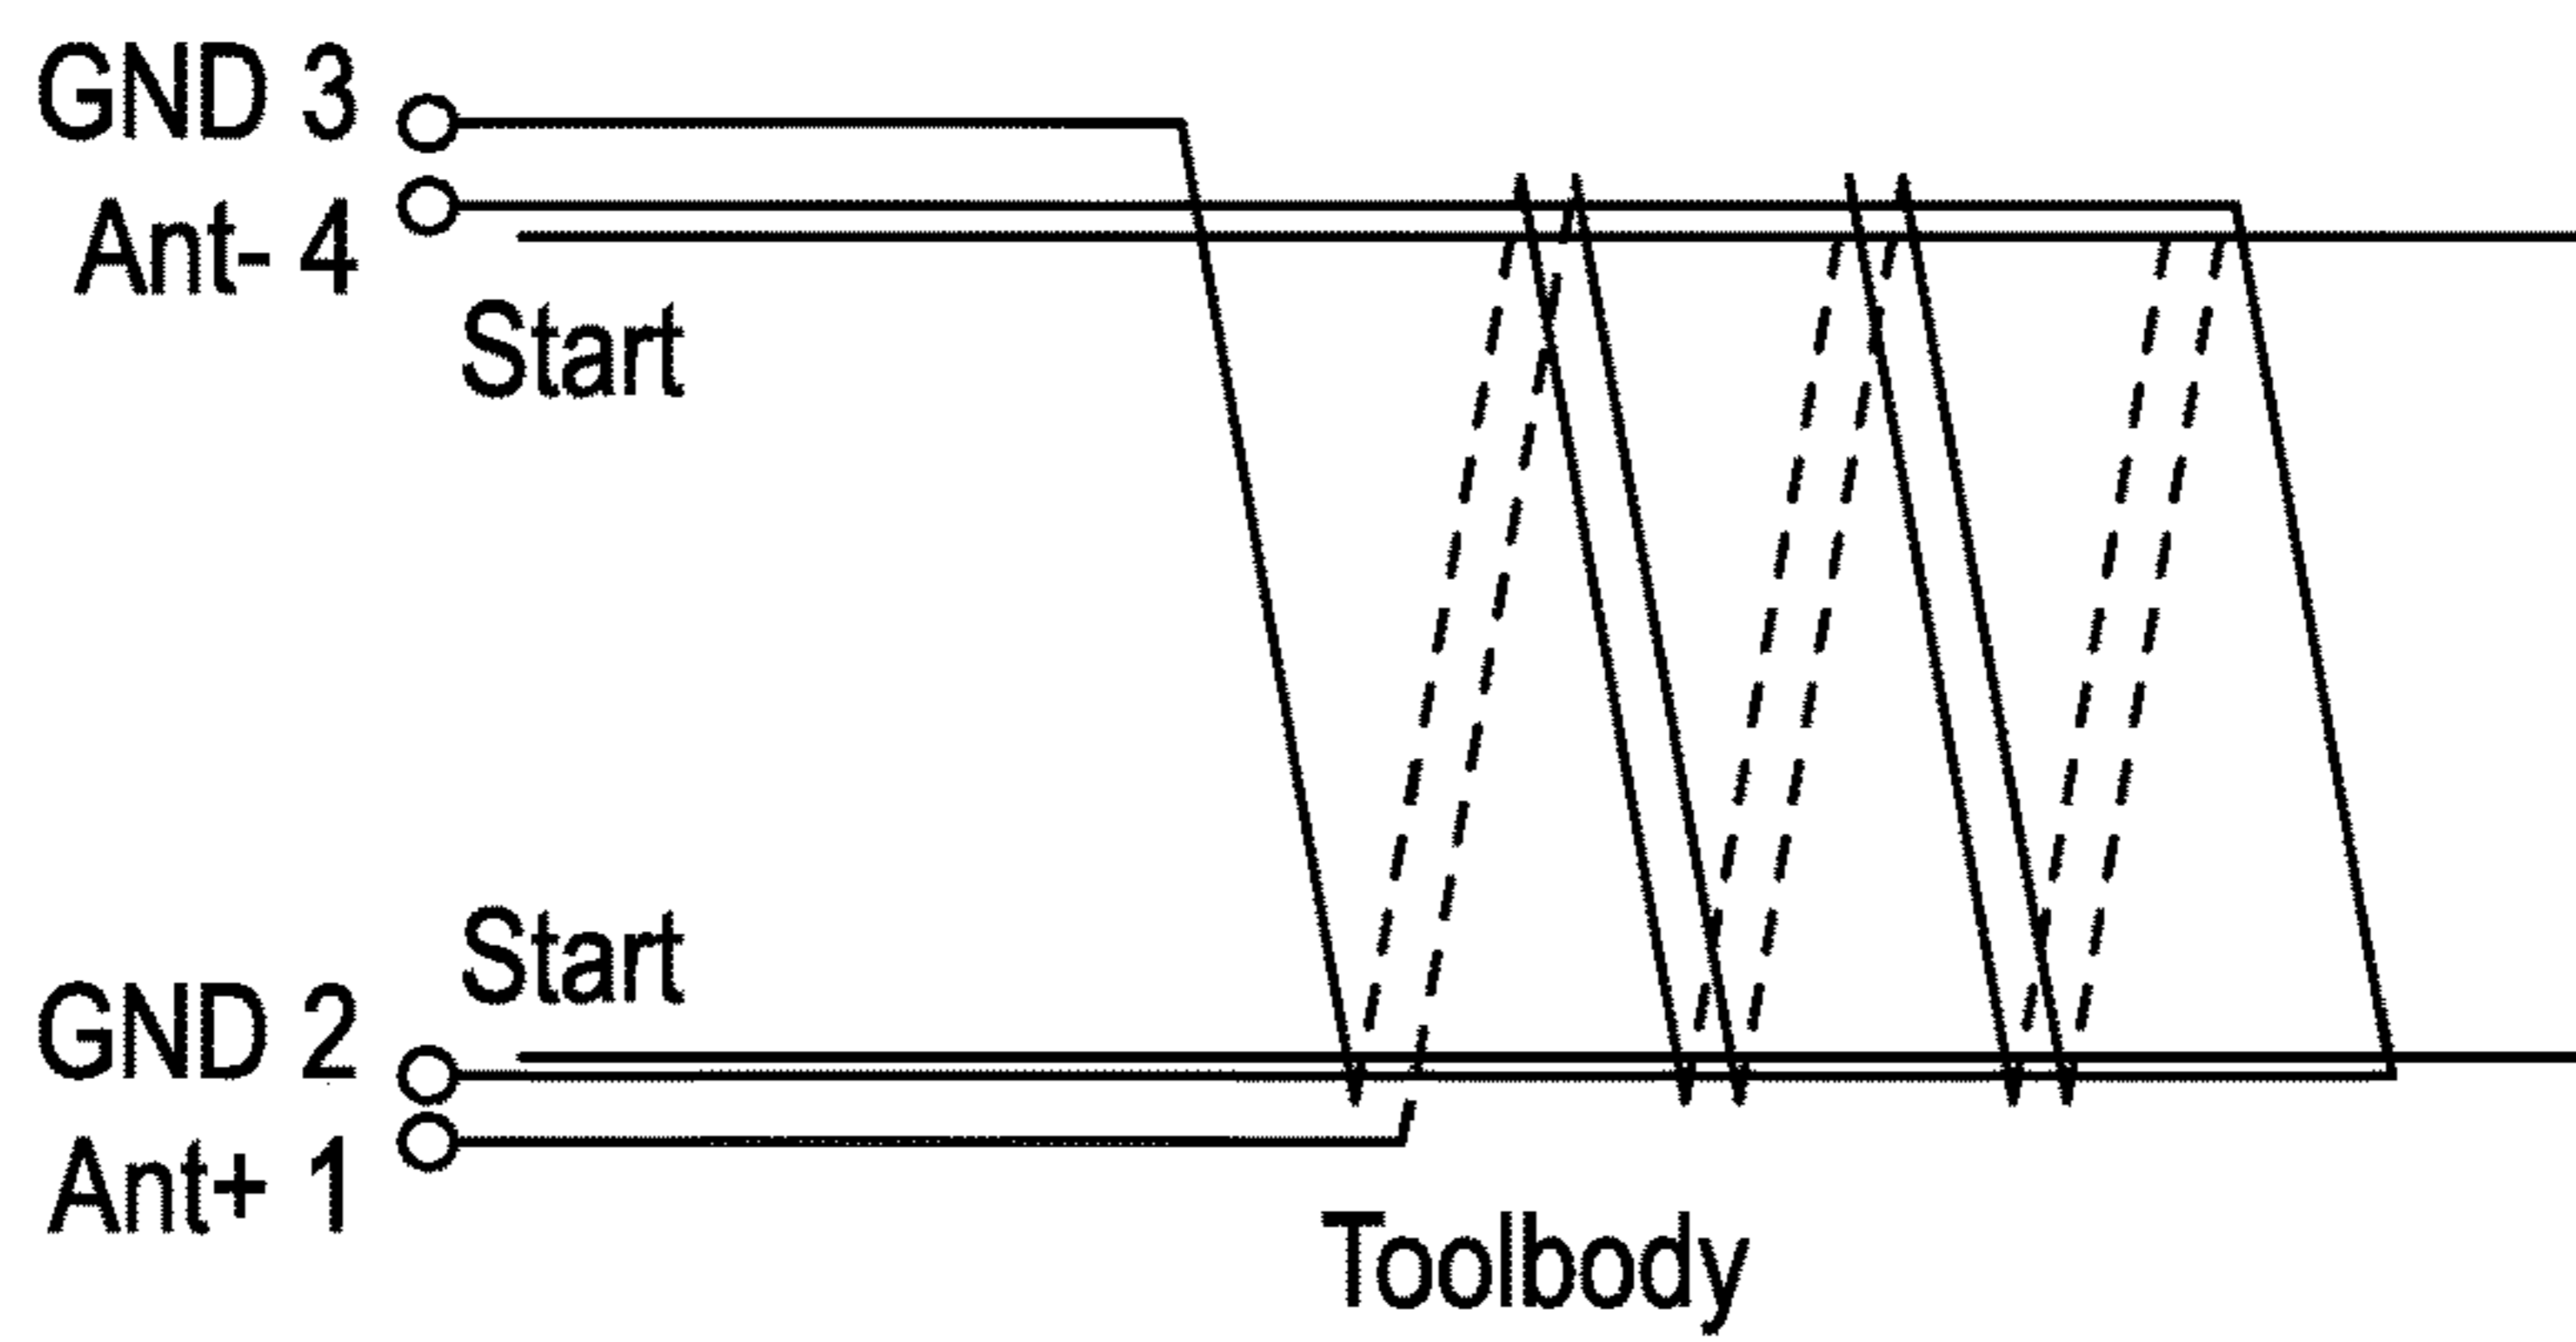 GND 3
Ant- 4
Start
Start
GND 2
Ant+ 1
Toolbody